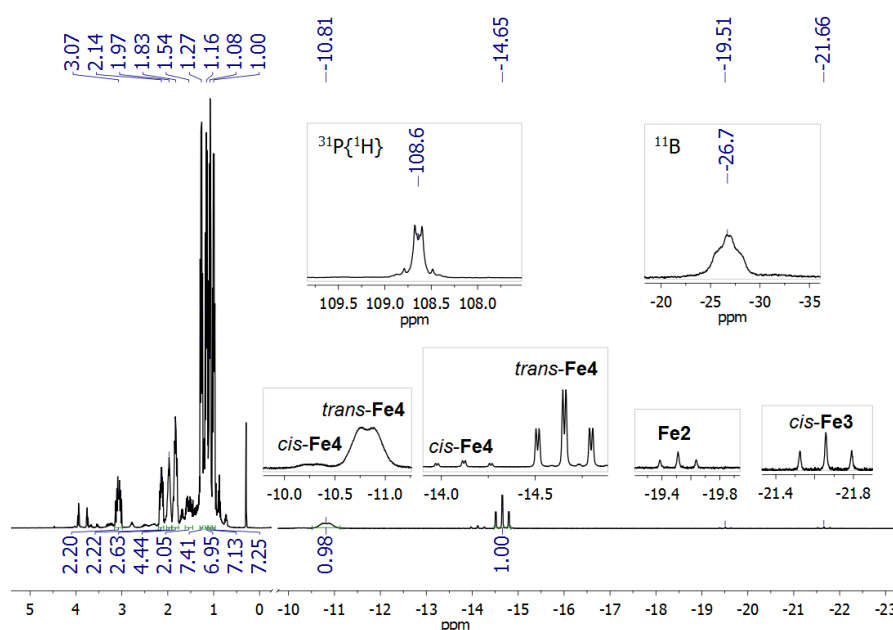 3.07 2.14 1.97 1.83 1.54 1.27 1.16 1.08 1.00 -10.81 -14.65 -19.51 -21.66
³¹P{¹H}
-108.6
109.5 109.0 108.5 108.0
ppm
¹¹B
--26.7
-20 -25 -30 -35
ppm
cis-Fe4
trans-Fe4
-10.0 -10.5 -11.0
cis-Fe4
trans-Fe4
-14.0 -14.5
Fe2
-19.4 -19.8
cis-Fe3
-21.4 -21.8
2.20 2.22 2.63 4.44 2.05 7.41 6.95 7.13 7.25 0.98 1.00
5 4 3 2 1 0 -10 -11 -12 -13 -14 -15 -16 -17 -18 -19 -20 -21 -22 -23
ppm ppm ppm